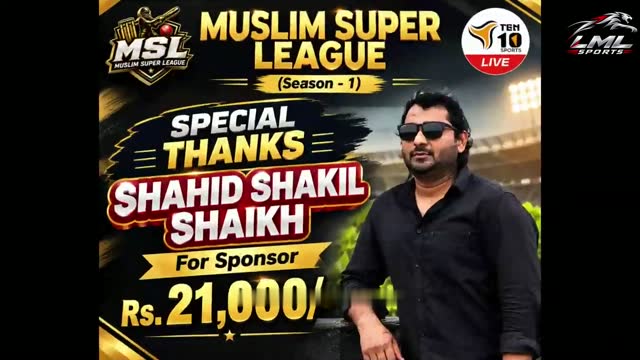 MSL
MUSLIM SUPER LEAGUE
MUSLIM SUPER
LEAGUE
(Season - 1)
TEN
10
SPORTS
LIVE
LML
SPORTS
SPECIAL
THANKS
SHAHID SHAKIL
SHAIKH
For Sponsor
Rs. 21,000/